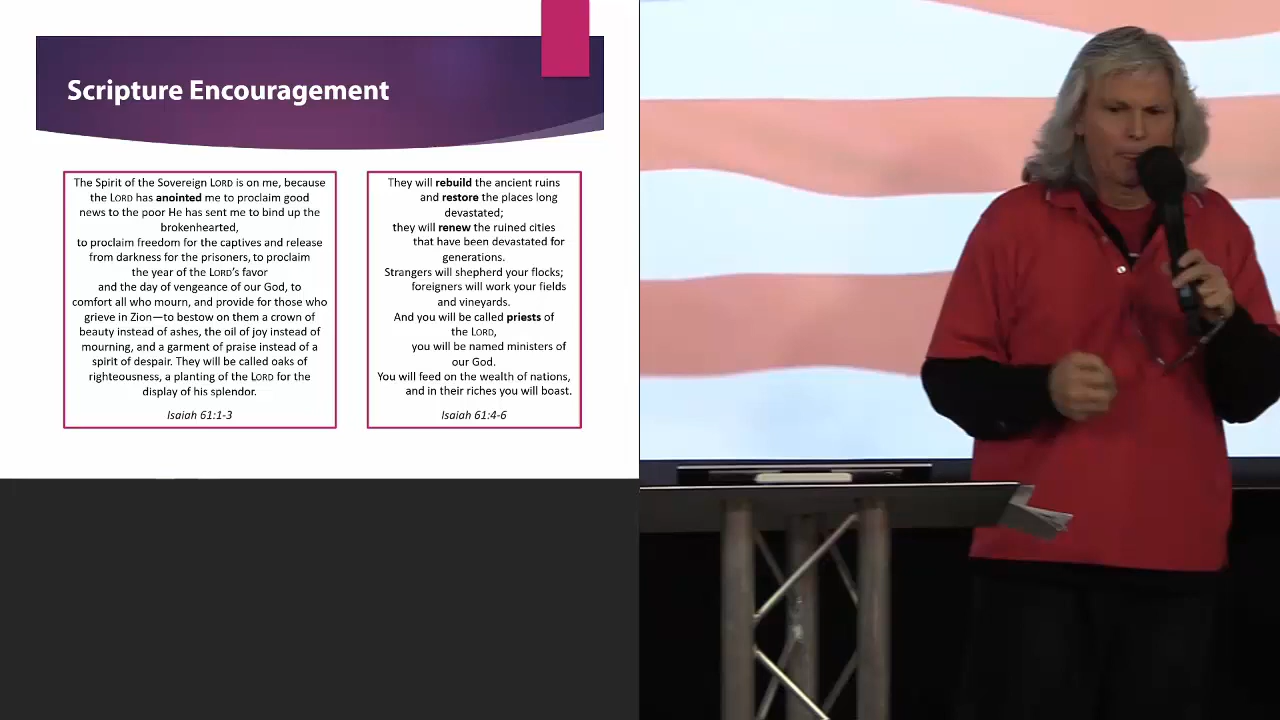 Scripture Encouragement
The Spirit of the Sovereign LORD is on me, because
the LORD has anointed me to proclaim good
news to the poor He has sent me to bind up the
brokenhearted,
to proclaim freedom for the captives and release
from darkness for the prisoners, to proclaim
the year of the LORD's favor
and the day of vengeance of our God, to
comfort all who mourn, and provide for those who
grieve in Zion—to bestow on them a crown of
beauty instead of ashes, the oil of joy instead of
mourning, and a garment of praise instead of a
spirit of despair. They will be called oaks of
righteousness, a planting of the LORD for the
display of his splendor.
Isaiah 61:1-3
They will rebuild the ancient ruins
and restore the places long
devastated;
they will renew the ruined cities
that have been devastated for
generations.
Strangers will shepherd your flocks;
foreigners will work your fields
and vineyards.
And you will be called priests of
the LORD,
you will be named ministers of
our God.
You will feed on the wealth of nations,
and in their riches you will boast.
Isaiah 61:4-6